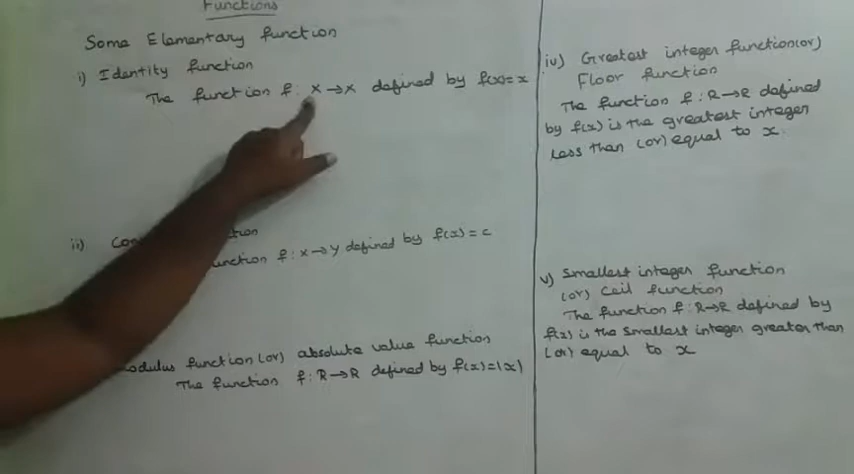 Functions
Some Elementary function
i) Identity function
The function f: X→X defined by f(x)=x
ii) Con
function f: X→Y defined by f(x)=c
modulus function (or) absolute value function
The function f: R→R defined by f(x)=|x|
iv) Greatest integer function (or)
Floor function
The function f: R→R defined
by f(x) is the greatest integer
less than (or) equal to x.
v) Smallest integer function
(or) ceil function
The function f: R→R defined by
f(x) is the smallest integer greater than
(or) equal to x